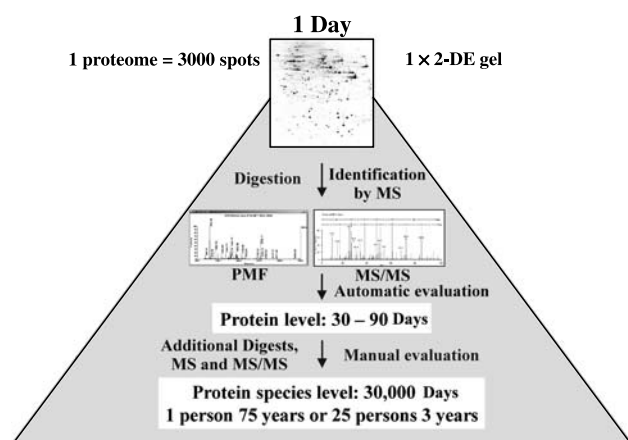 1 Day
1 proteome = 3000 spots
1 × 2-DE gel
Digestion
Identification
by MS
PMF
MS/MS
Automatic evaluation
Protein level: 30 – 90 Days
Additional Digests,
MS and MS/MS
Manual evaluation
Protein species level: 30,000 Days
1 person 75 years or 25 persons 3 years